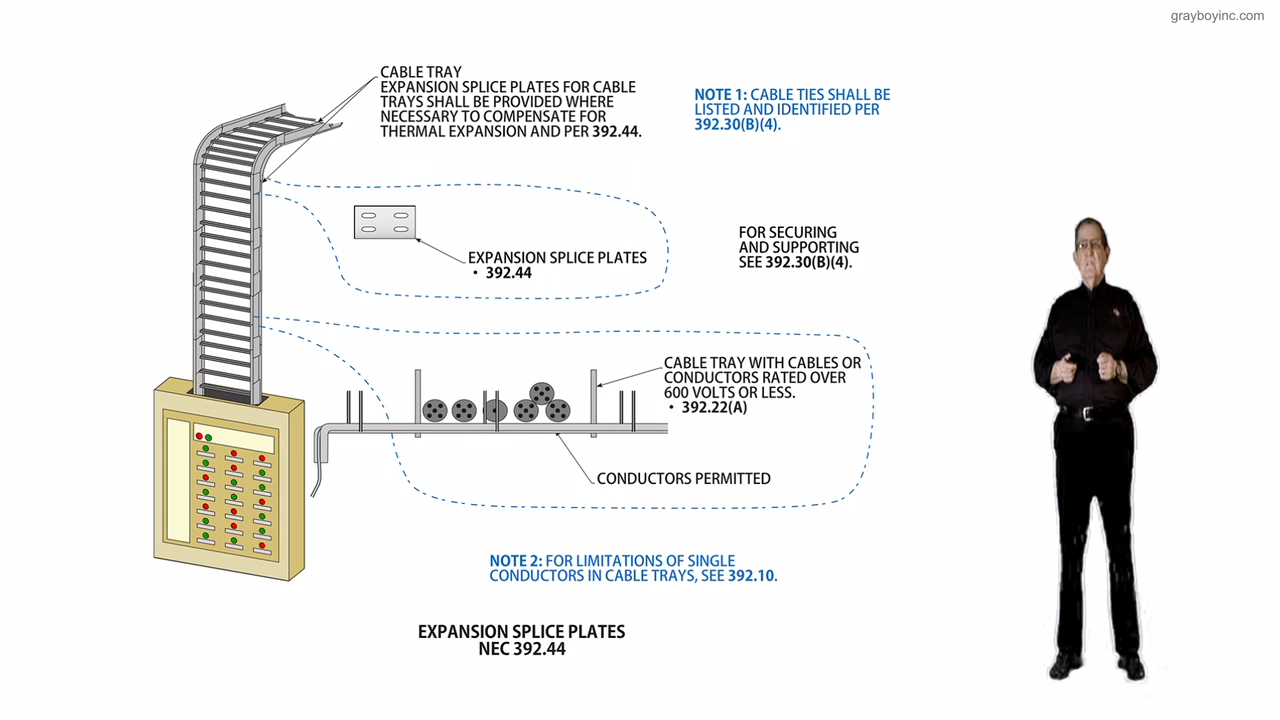 grayboyinc.com
CABLE TRAY
EXPANSION SPLICE PLATES FOR CABLE
TRAYS SHALL BE PROVIDED WHERE
NECESSARY TO COMPENSATE FOR
THERMAL EXPANSION AND PER 392.44.
NOTE 1: CABLE TIES SHALL BE
LISTED AND IDENTIFIED PER
392.30(B)(4).
EXPANSION SPLICE PLATES
• 392.44
FOR SECURING
AND SUPPORTING
SEE 392.30(B)(4).
CABLE TRAY WITH CABLES OR
CONDUCTORS RATED OVER
600 VOLTS OR LESS.
• 392.22(A)
CONDUCTORS PERMITTED
NOTE 2: FOR LIMITATIONS OF SINGLE
CONDUCTORS IN CABLE TRAYS, SEE 392.10.
EXPANSION SPLICE PLATES
NEC 392.44